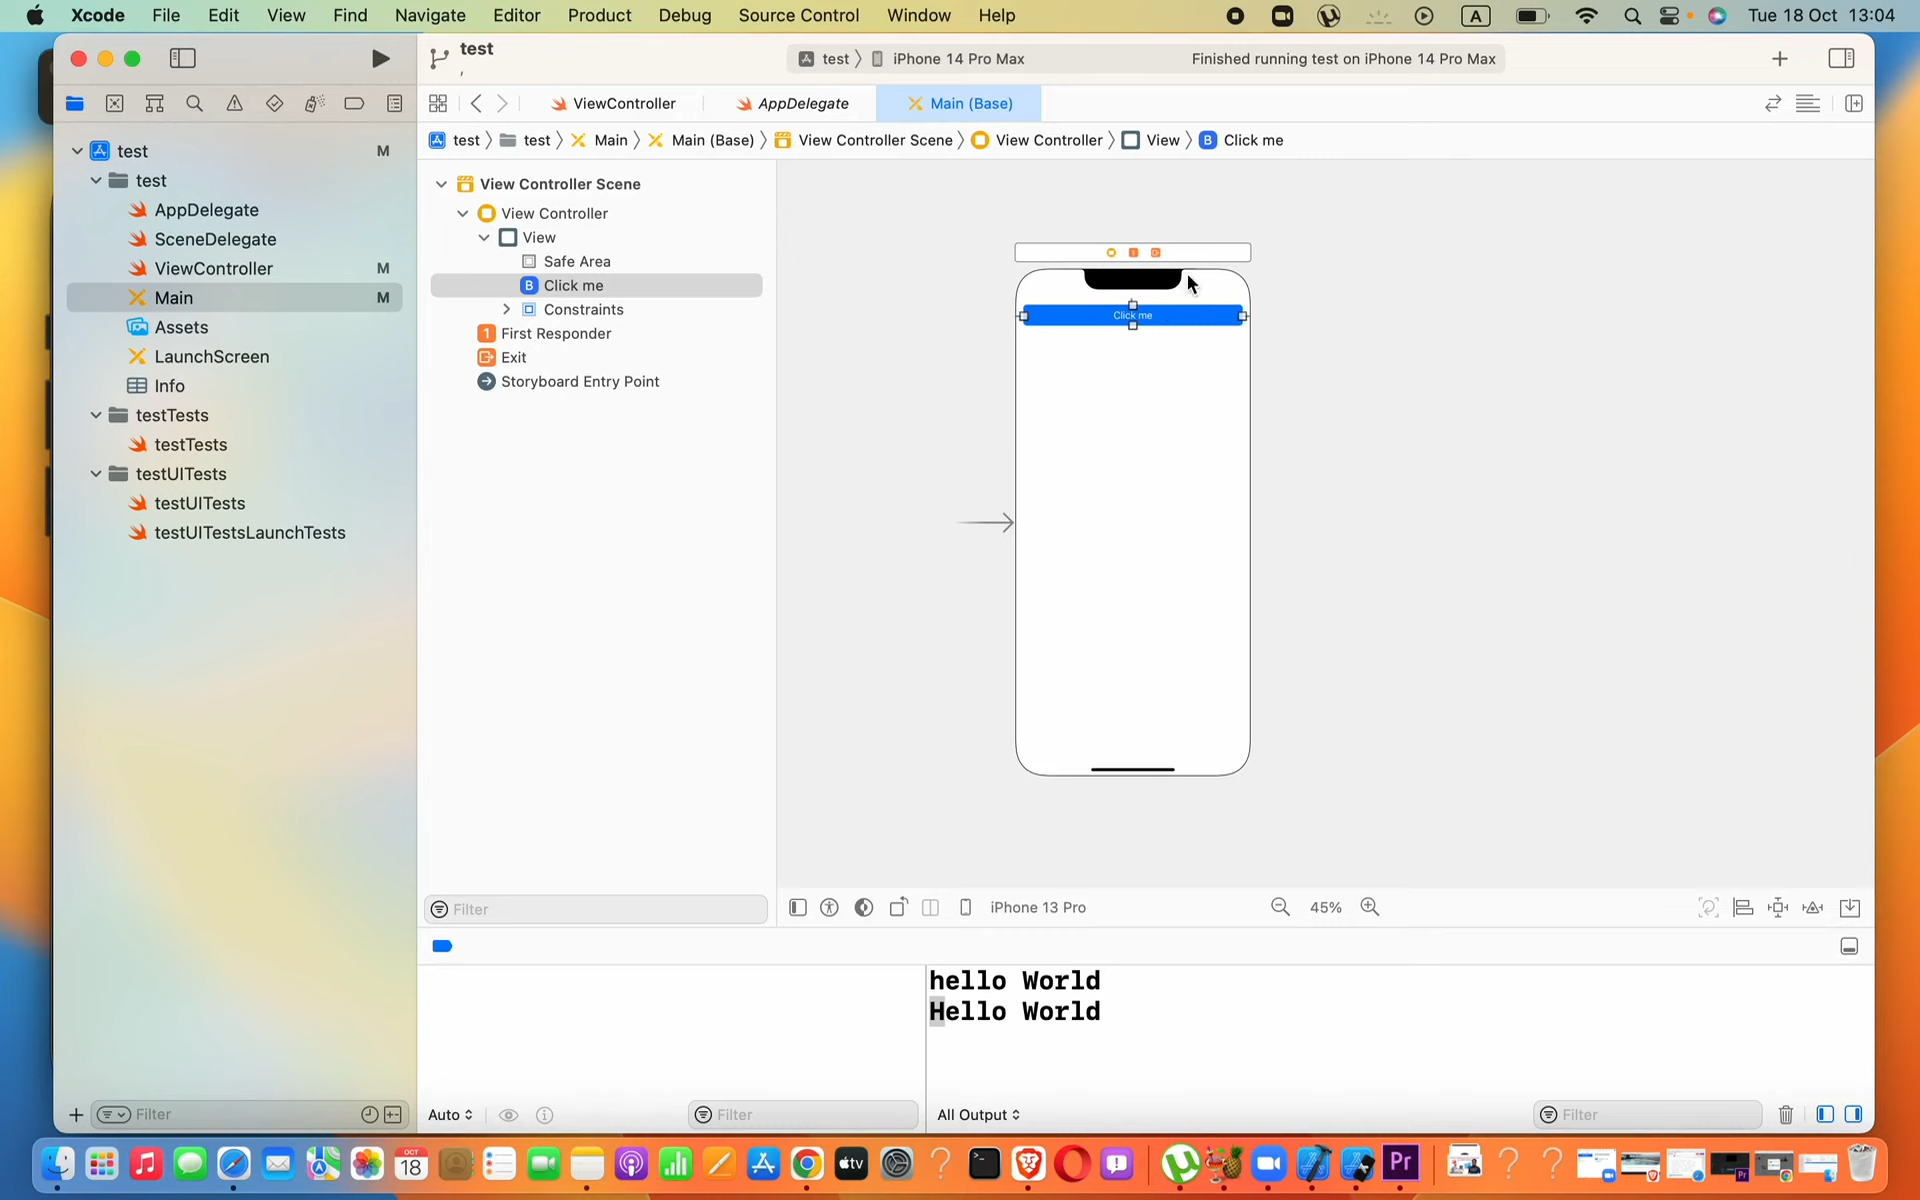 Xcode File Edit View Find Navigate Editor Product Debug Source Control Window Help A Tue 18 Oct 13:04
test
test 〉 iPhone 14 Pro Max Finished running test on iPhone 14 Pro Max
ViewController AppDelegate Main (Base)
test 〉 test 〉 Main 〉 Main (Base) 〉 View Controller Scene 〉 View Controller 〉 View 〉 B Click me
test M
test
AppDelegate
SceneDelegate
ViewController M
Main M
Assets
LaunchScreen
Info
testTests
testTests
testUITests
testUITests
testUITestsLaunchTests
Filter
View Controller Scene
View Controller
View
Safe Area
B Click me
Constraints
1 First Responder
Exit
Storyboard Entry Point
Filter
Click me
iPhone 13 Pro 45%
hello World
Hello World
Auto Filter All Output Filter
OCT
18
tv
Pr